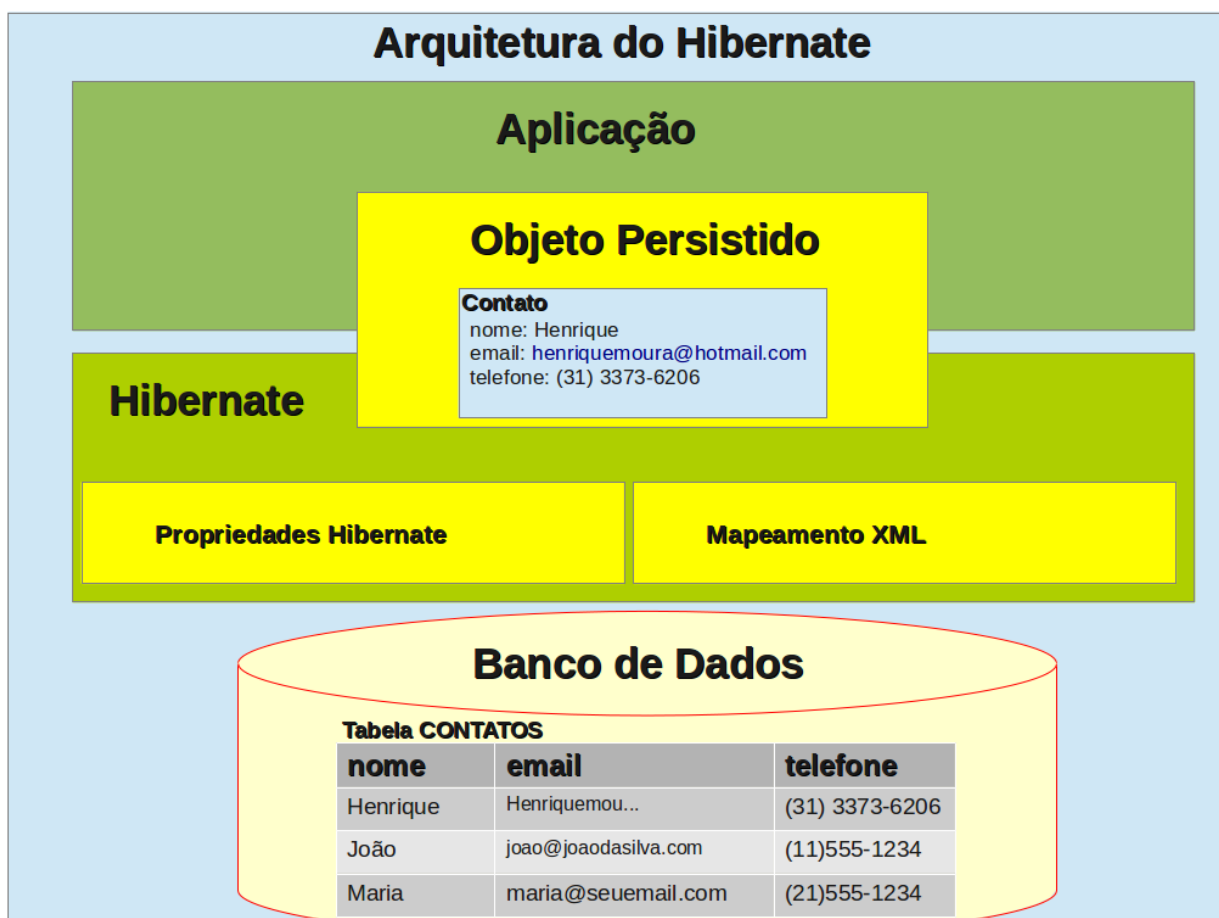 Arquitetura do Hibernate
Aplicação
Objeto Persistido
Contato
nome: Henrique
email: henriquemoura@hotmail.com
telefone: (31) 3373-6206
Hibernate
Propriedades Hibernate
Mapeamento XML
Banco de Dados
Tabela CONTATOS
nome email telefone
Henrique Henriquemou... (31) 3373-6206
João joao@joaodasilva.com (11)555-1234
Maria maria@seuemail.com (21)555-1234